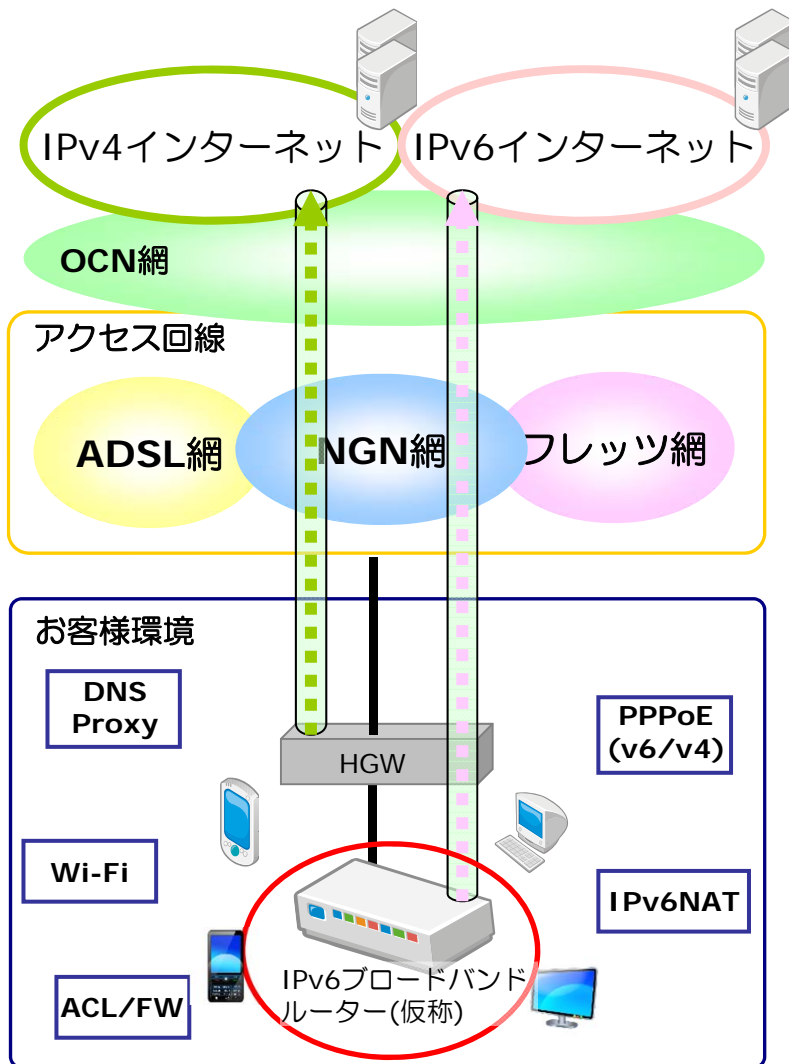 IPv4インターネット
IPv6インターネット
OCN網
アクセス回線
ADSL網
NGN網
フレッツ網
お客様環境
DNS
Proxy
PPPoE
(v6/v4)
HGW
Wi-Fi
IPv6NAT
IPv6ブロードバンド
ルーター(仮称)
ACL/FW